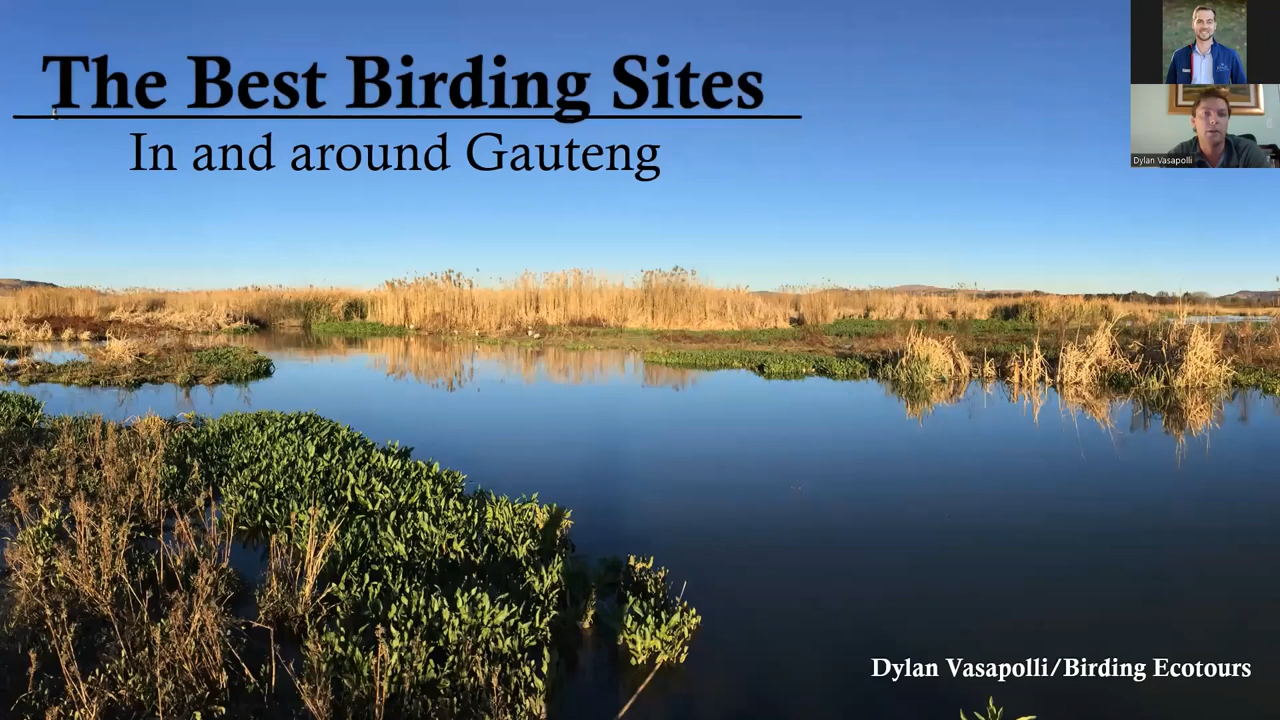 The Best Birding Sites
In and around Gauteng
Dylan Vasapolli
Dylan Vasapolli/Birding Ecotours